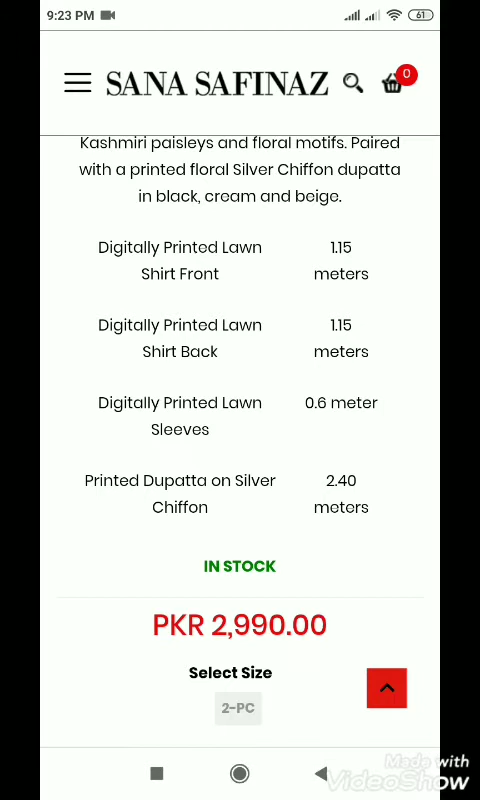 9:23 PM
61
SANA SAFINAZ
0
Kashmiri paisleys and floral motifs. Paired
with a printed floral Silver Chiffon dupatta
in black, cream and beige.
Digitally Printed Lawn
Shirt Front
1.15
meters
Digitally Printed Lawn
Shirt Back
1.15
meters
Digitally Printed Lawn
Sleeves
0.6 meter
Printed Dupatta on Silver
Chiffon
2.40
meters
IN STOCK
PKR 2,990.00
Select Size
2-PC
Made with
VideoShow